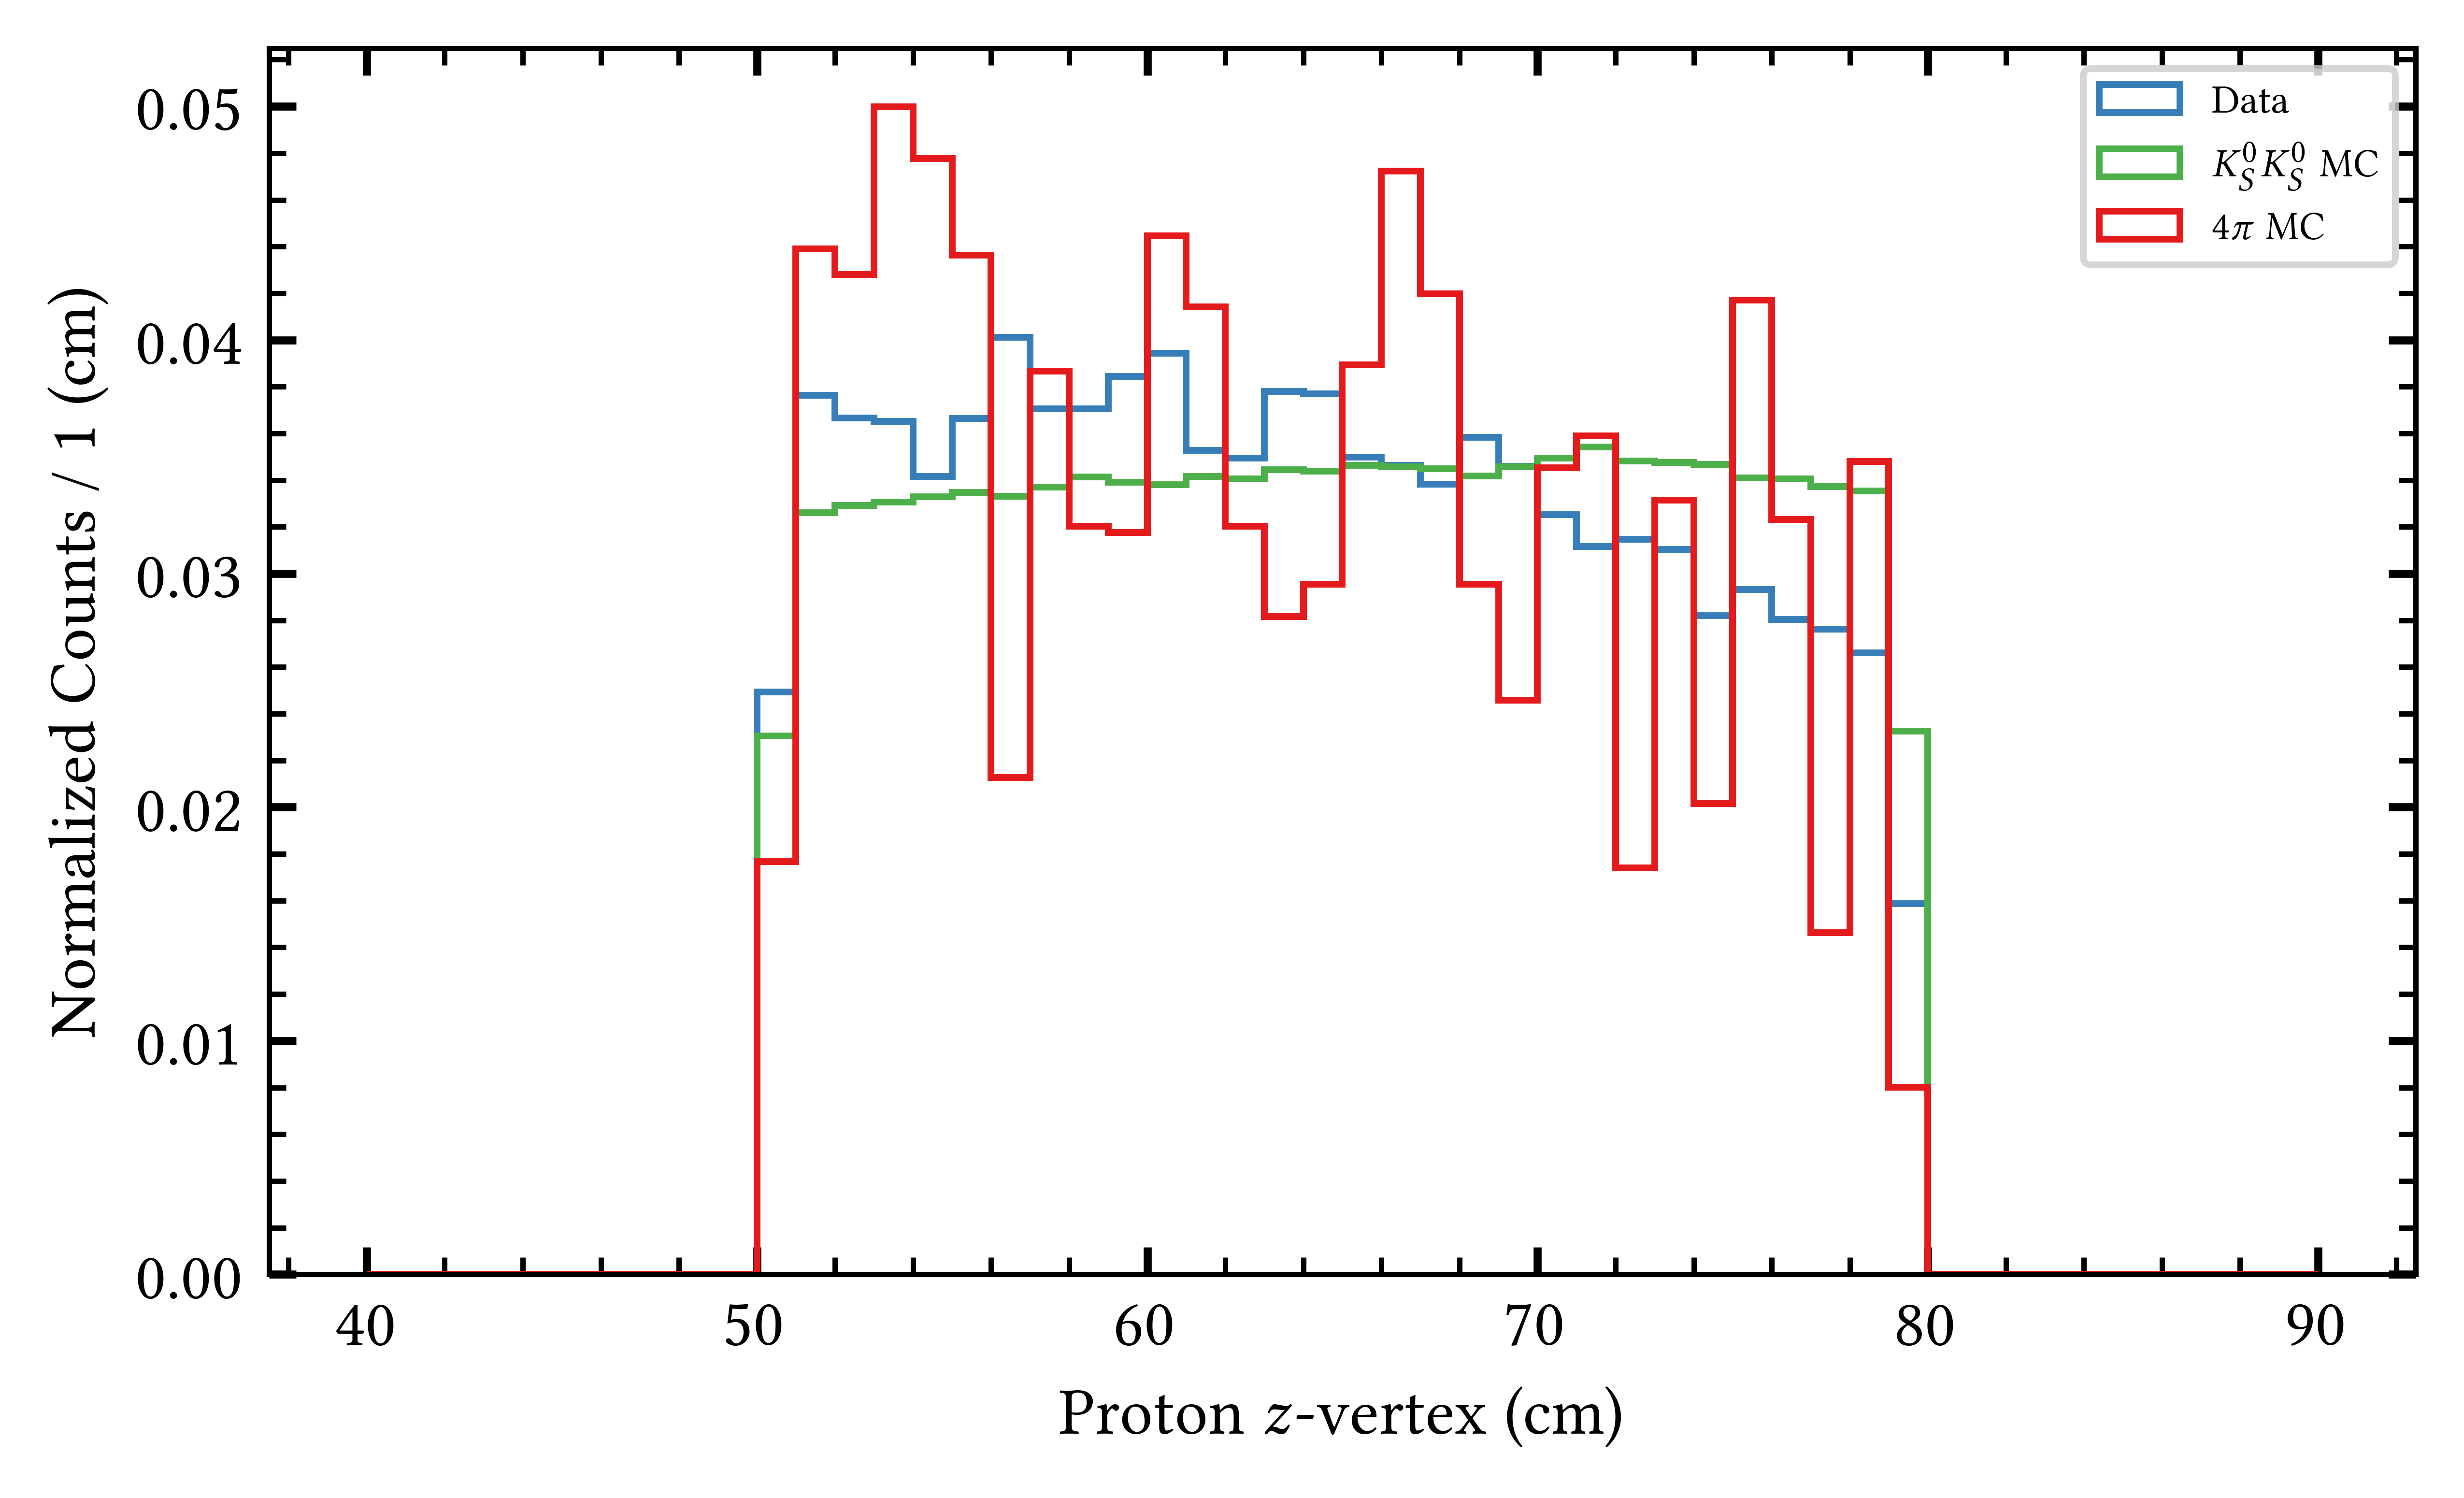 Normalized Counts / 1 (cm)
0.05
0.04
0.03
0.02
0.01
0.00
40 50 60 70 80 90
Proton z-vertex (cm)
Data
$K_S^0 K_S^0$ MC
4π MC